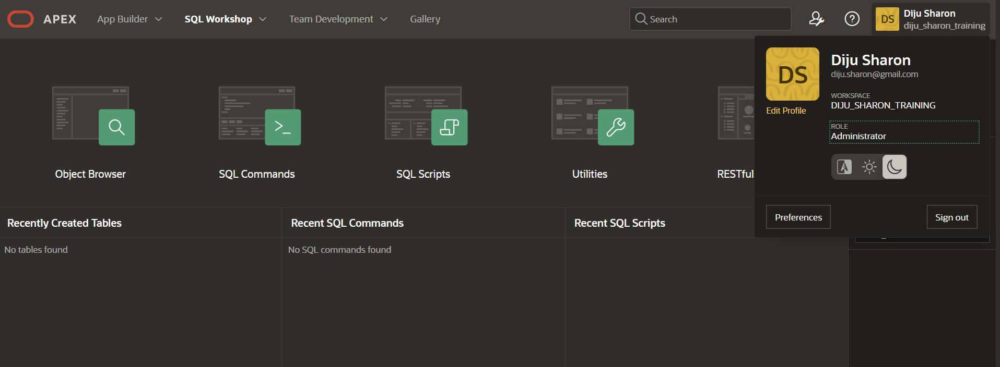 APEX
App Builder
SQL Workshop
Team Development
Gallery
Search
DS
Diju Sharon
diju_sharon_training
DS
Diju Sharon
diju.sharon@gmail.com
Edit Profile
WORKSPACE
DIJU_SHARON_TRAINING
ROLE
Administrator
Preferences
Sign out
Object Browser
SQL Commands
SQL Scripts
Utilities
RESTful
Recently Created Tables
Recent SQL Commands
Recent SQL Scripts
No tables found
No SQL commands found